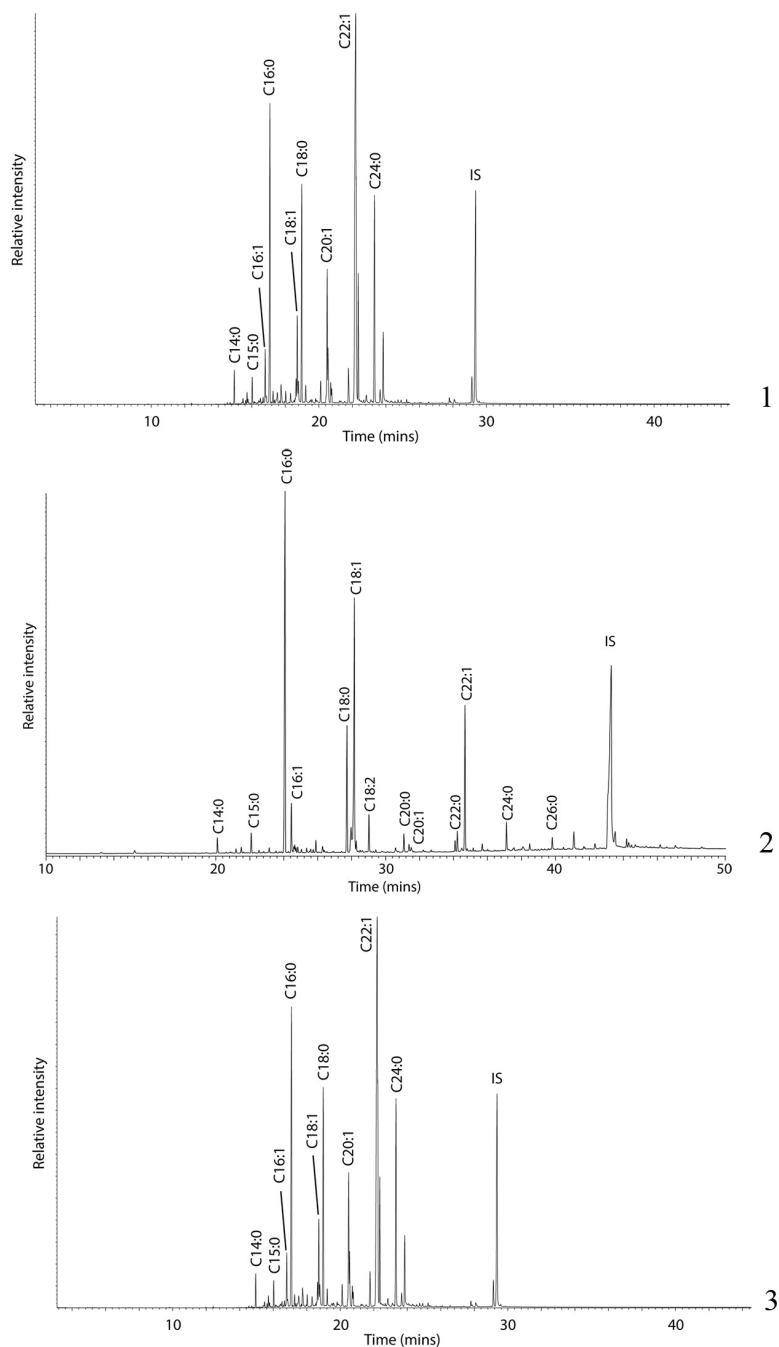 C22:1
C16:0
C18:0
C24:0
IS
C18:1
C20:1
C16:1
C14:0
C15:0
Relative intensity
10
20
30
40
Time (mins)
1
C16:0
C18:1
IS
C22:1
C18:0
C16:1
C18:2
C14:0
C15:0
C20:0
C20:1
C22:0
C24:0
C26:0
Relative intensity
10
20
30
40
50
Time (mins)
2
C22:1
C16:0
C18:0
C24:0
IS
C18:1
C20:1
C16:1
C14:0
C15:0
Relative intensity
10
20
30
40
Time (mins)
3